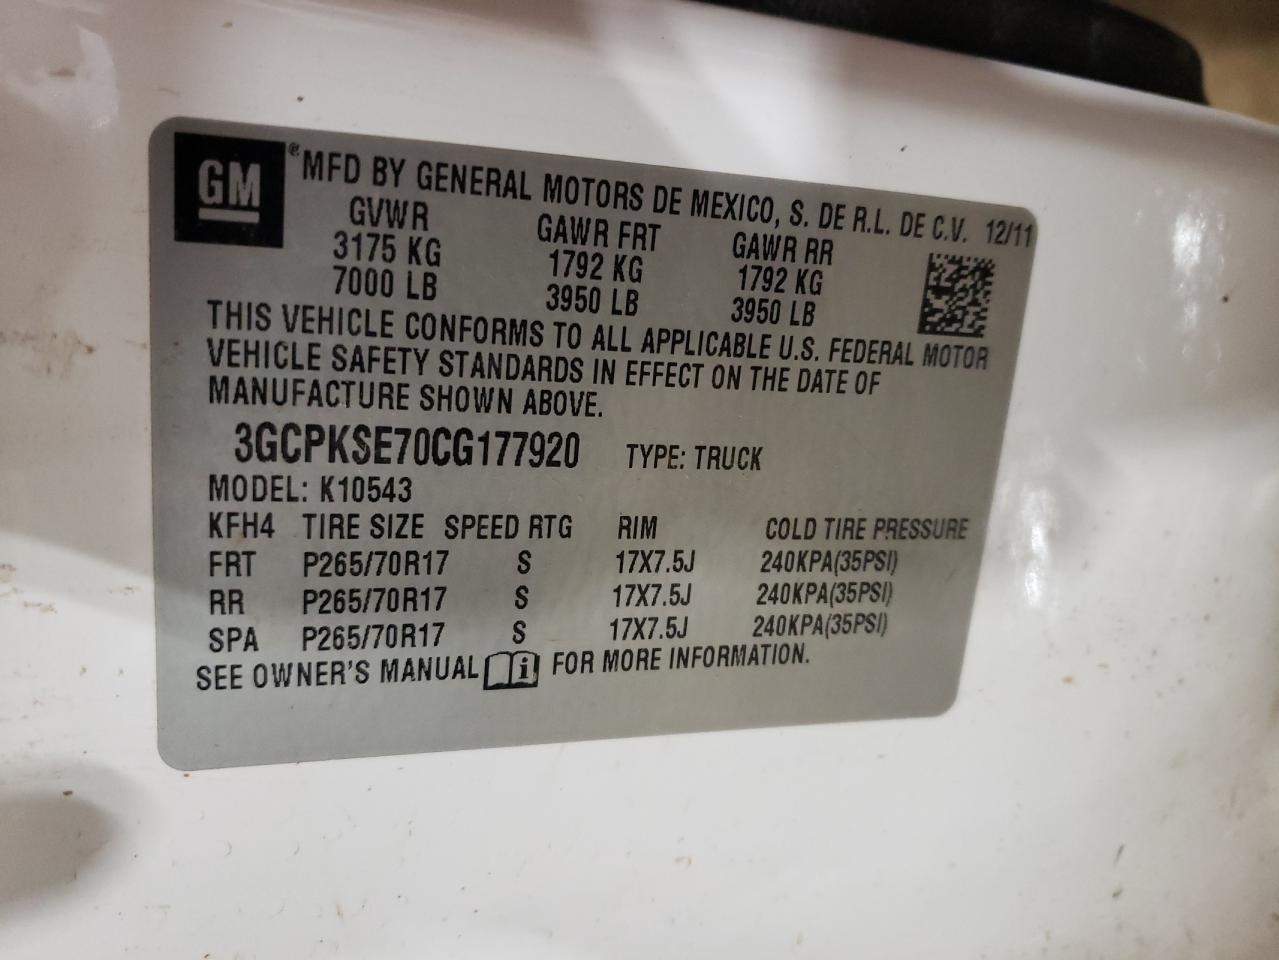 GM ® MFD BY GENERAL MOTORS DE MEXICO, S. DE R.L. DE C.V. 12/11
GVWR GAWR FRT GAWR RR
3175 KG 1792 KG 1792 KG
7000 LB 3950 LB 3950 LB
THIS VEHICLE CONFORMS TO ALL APPLICABLE U.S. FEDERAL MOTOR
VEHICLE SAFETY STANDARDS IN EFFECT ON THE DATE OF
MANUFACTURE SHOWN ABOVE.
3GCPKSE70CG177920 TYPE: TRUCK
MODEL: K10543
KFH4 TIRE SIZE SPEED RTG RIM COLD TIRE PRESSURE
FRT P265/70R17 S 17X7.5J 240KPA(35PSI)
RR P265/70R17 S 17X7.5J 240KPA(35PSI)
SPA P265/70R17 S 17X7.5J 240KPA(35PSI)
SEE OWNER'S MANUAL i FOR MORE INFORMATION.